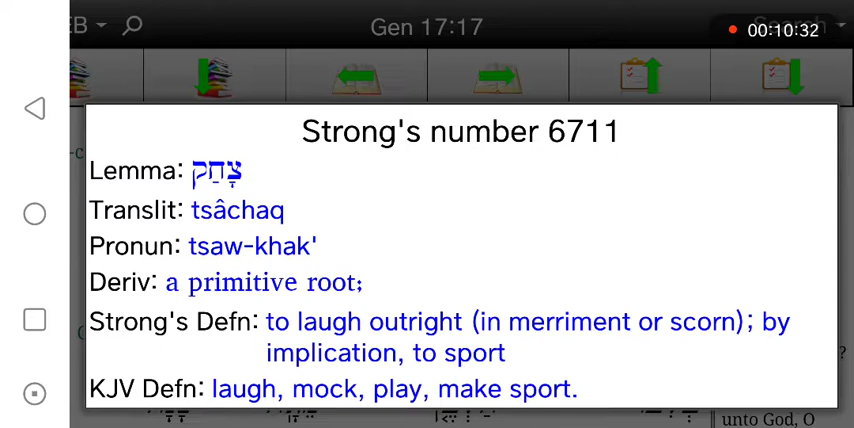 EB
Gen 17:17
Search
00:10:32
Strong's number 6711
Lemma: צָחַק
Translit: tsâchaq
Pronun: tsaw-khak'
Deriv: a primitive root;
Strong's Defn: to laugh outright (in merriment or scorn); by
implication, to sport
KJV Defn: laugh, mock, play, make sport.
unto God, O